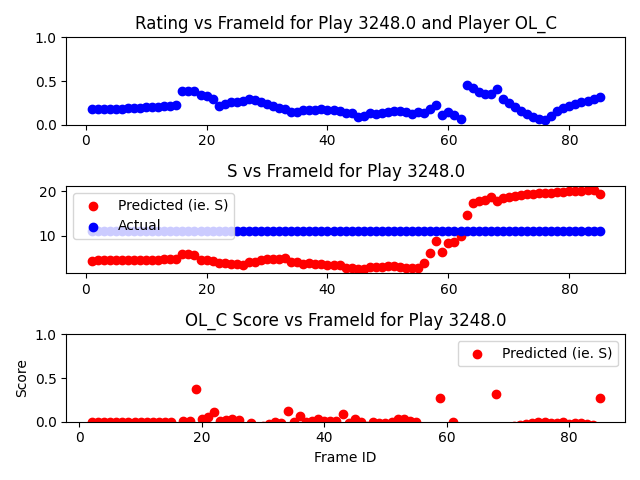 Rating vs FrameId for Play 3248.0 and Player OL_C
1.0
0.5
0.0
0 20 40 60 80
S vs FrameId for Play 3248.0
20
10
Predicted (ie. S)
Actual
0 20 40 60 80
OL_C Score vs FrameId for Play 3248.0
1.0
0.5
0.0
Score
Predicted (ie. S)
0 20 40 60 80
Frame ID